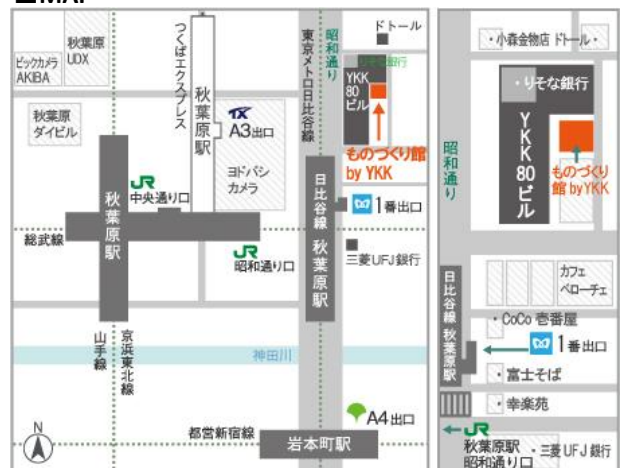 ■MAP
秋葉原
UDX
ビックカメラ
AKIBA
秋葉原
ダイビル
つくばエクスプレス
秋葉原駅
TX
A3出口
ヨドバシ
カメラ
JR
中央通り口
秋葉原駅
総武線
JR
昭和通り口
山手線
京浜東北線
神田川
東京メトロ日比谷線
昭和通り
ドトール
りそな銀行
YKK
80
ビル
ものづくり館
by YKK
日比谷線 秋葉原駅
1番出口
三菱UFJ銀行
A4出口
都営新宿線
岩本町駅
N
・小森金物店 ドトール・
・りそな銀行
YKK80ビル
昭和通り
ものづくり
館 by YKK
日比谷線 秋葉原駅
カフェ
ベローチェ
・CoCo 壱番屋
1番出口
・富士そば
・幸楽苑
JR
秋葉原駅
昭和通り口
・三菱UFJ銀行